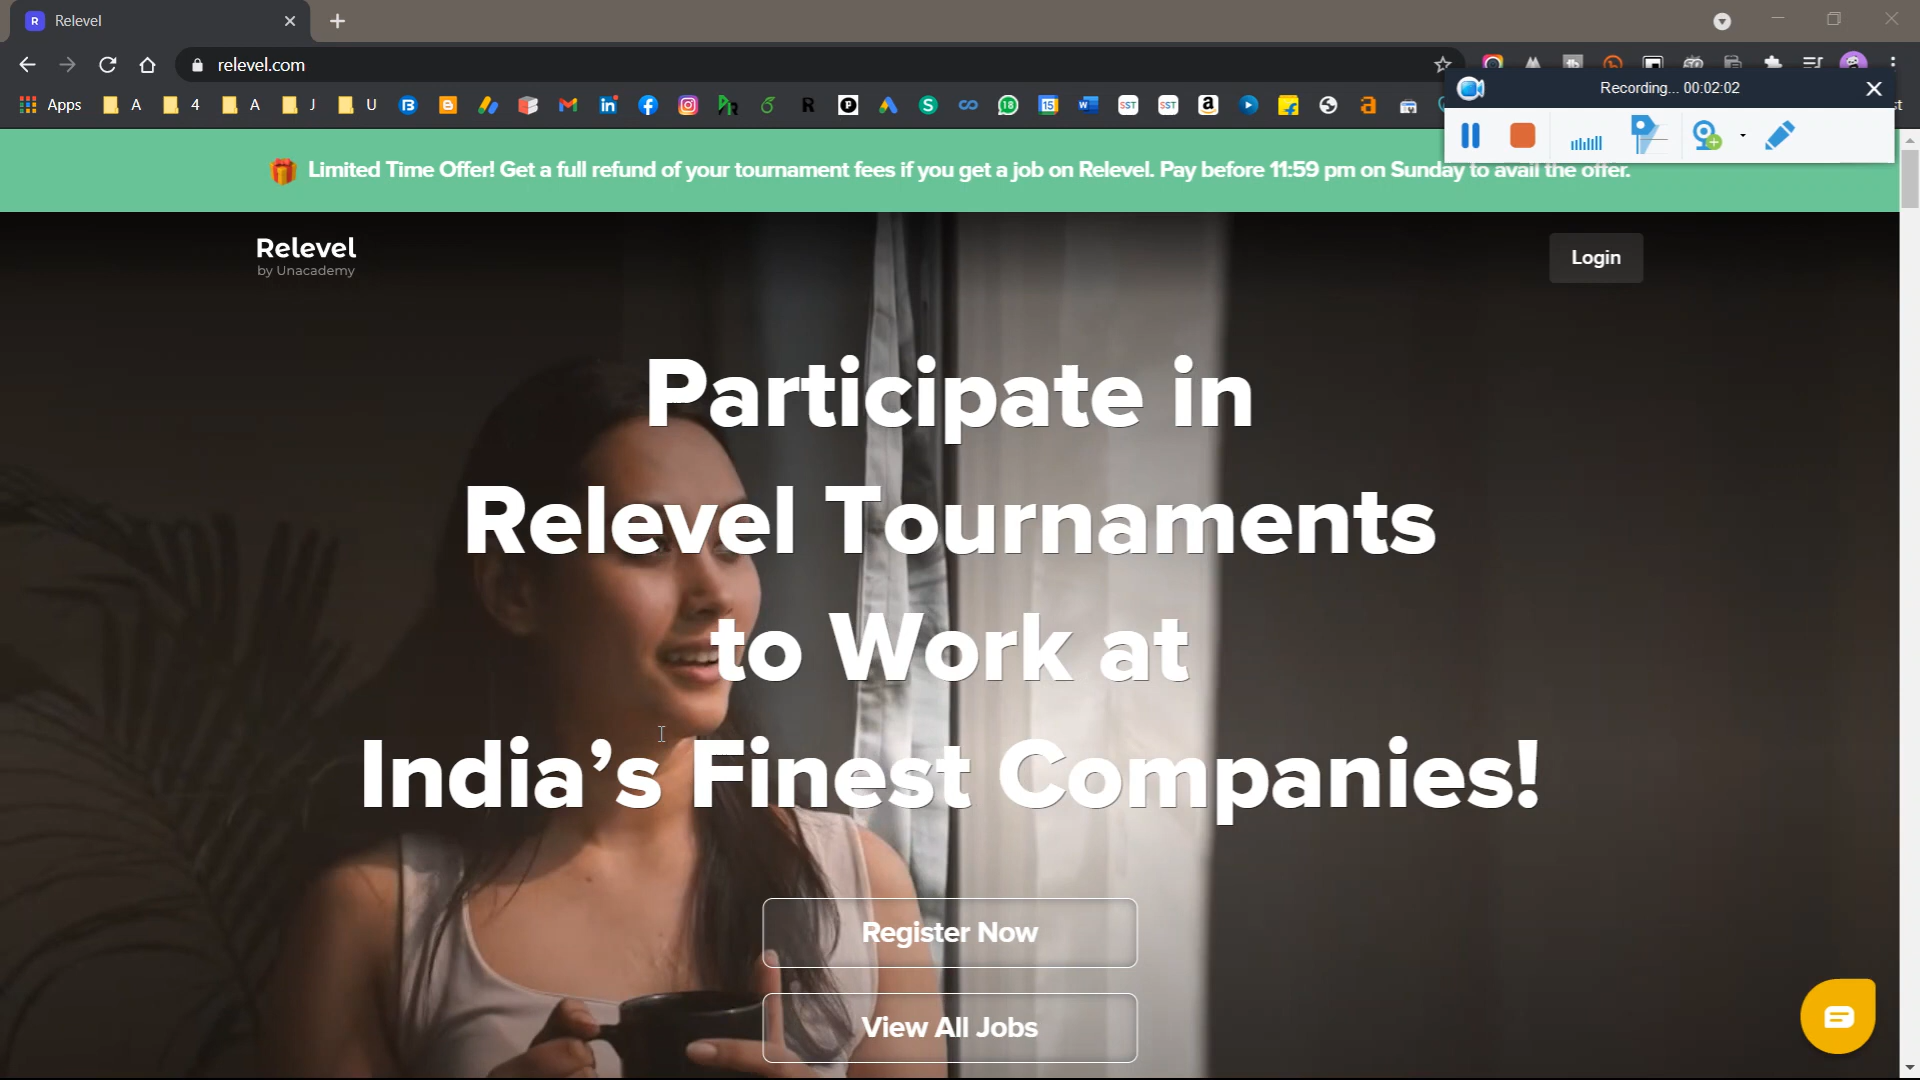 Relevel
relevel.com
Apps A 4 A J U
Recording... 00:02:02
Limited Time Offer! Get a full refund of your tournament fees if you get a job on Relevel. Pay before 11:59 pm on Sunday to avail the offer.
Relevel
by Unacademy
Login
Participate in
Relevel Tournaments
to Work at
India’s Finest Companies!
Register Now
View All Jobs